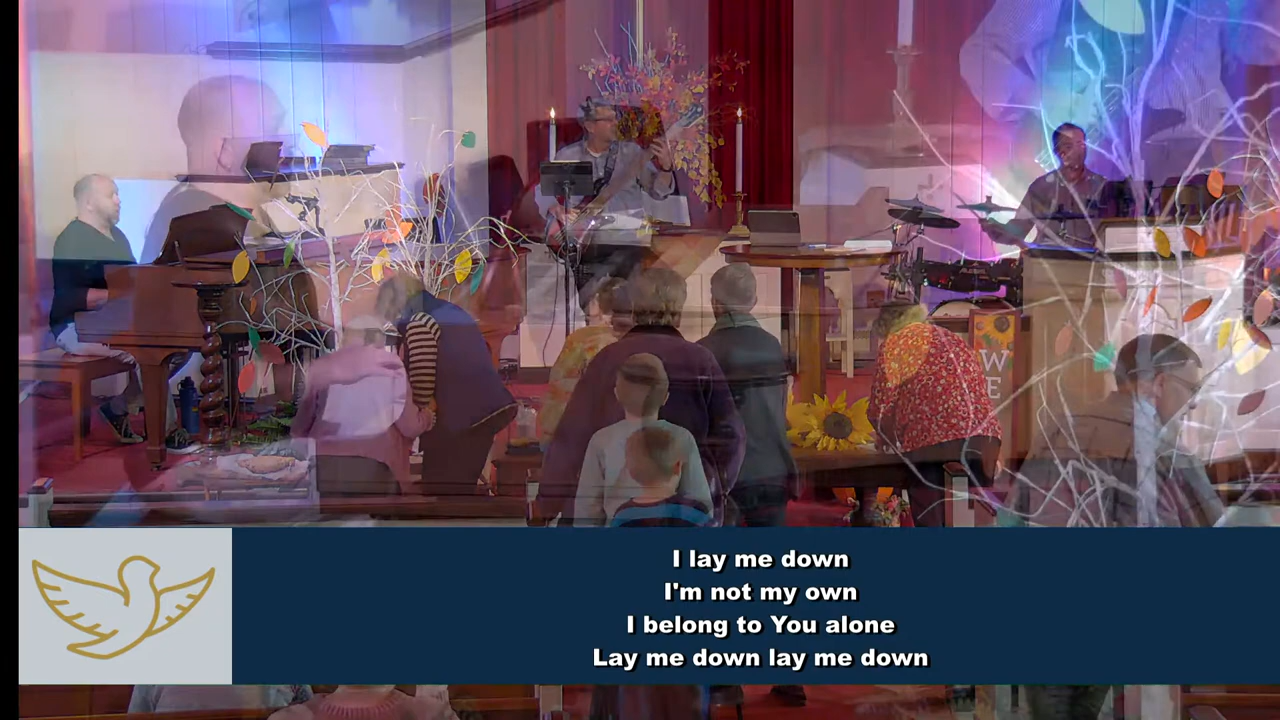 I lay me down
I'm not my own
I belong to You alone
Lay me down lay me down
W
E